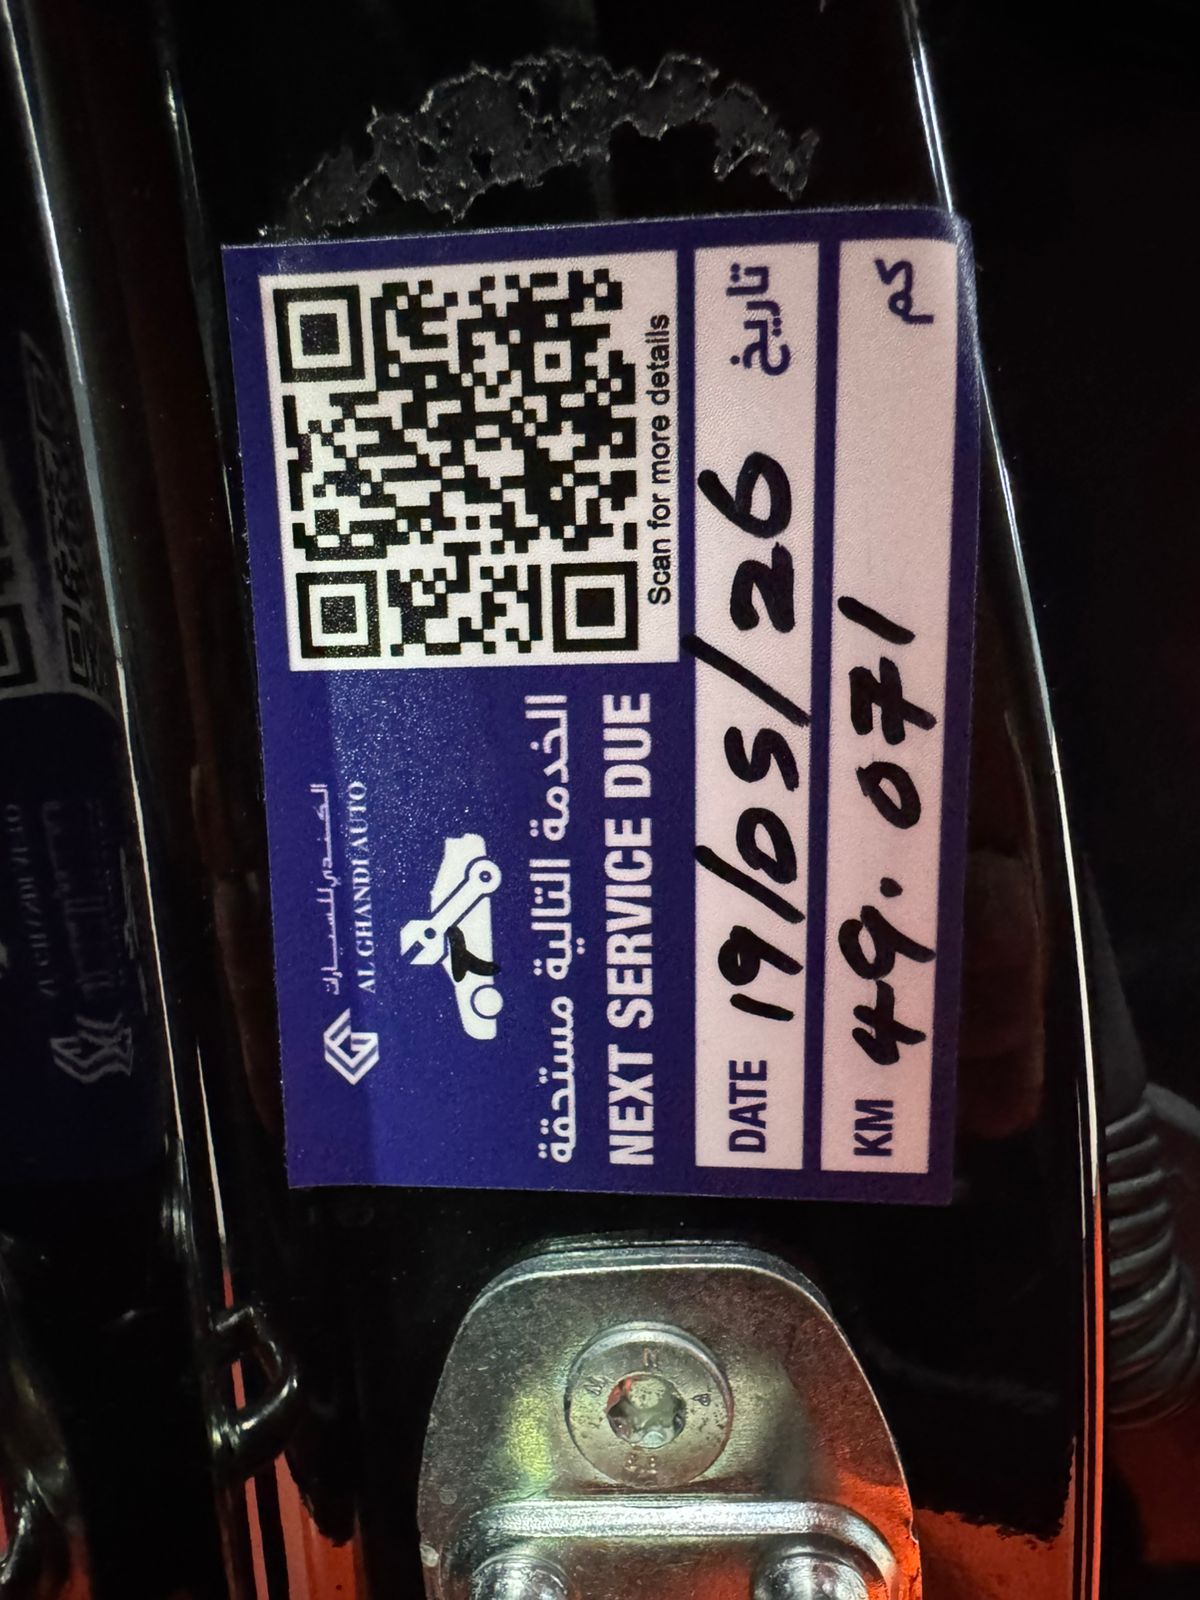 الغندي للسيارات
AL GHANDI AUTO
الخدمة التالية مستحقة
NEXT SERVICE DUE
Scan for more details
DATE 19/05/26 تاريخ
KM 49.071 كم